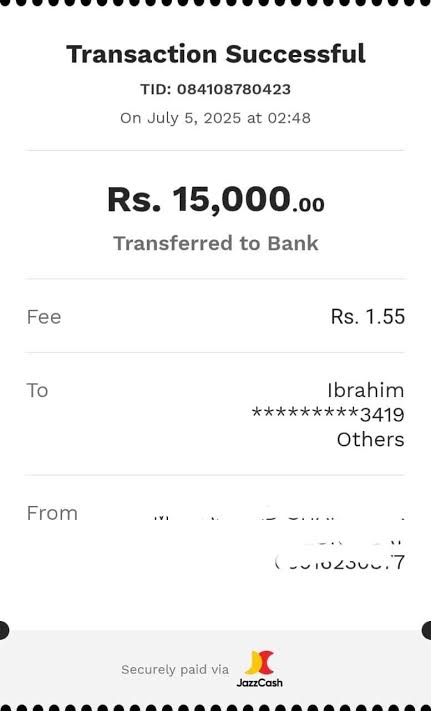 Transaction Successful
TID: 084108780423
On July 5, 2025 at 02:48
Rs. 15,000.00
Transferred to Bank
Fee
Rs. 1.55
To
Ibrahim
*********3419
Others
From
Securely paid via
JazzCash